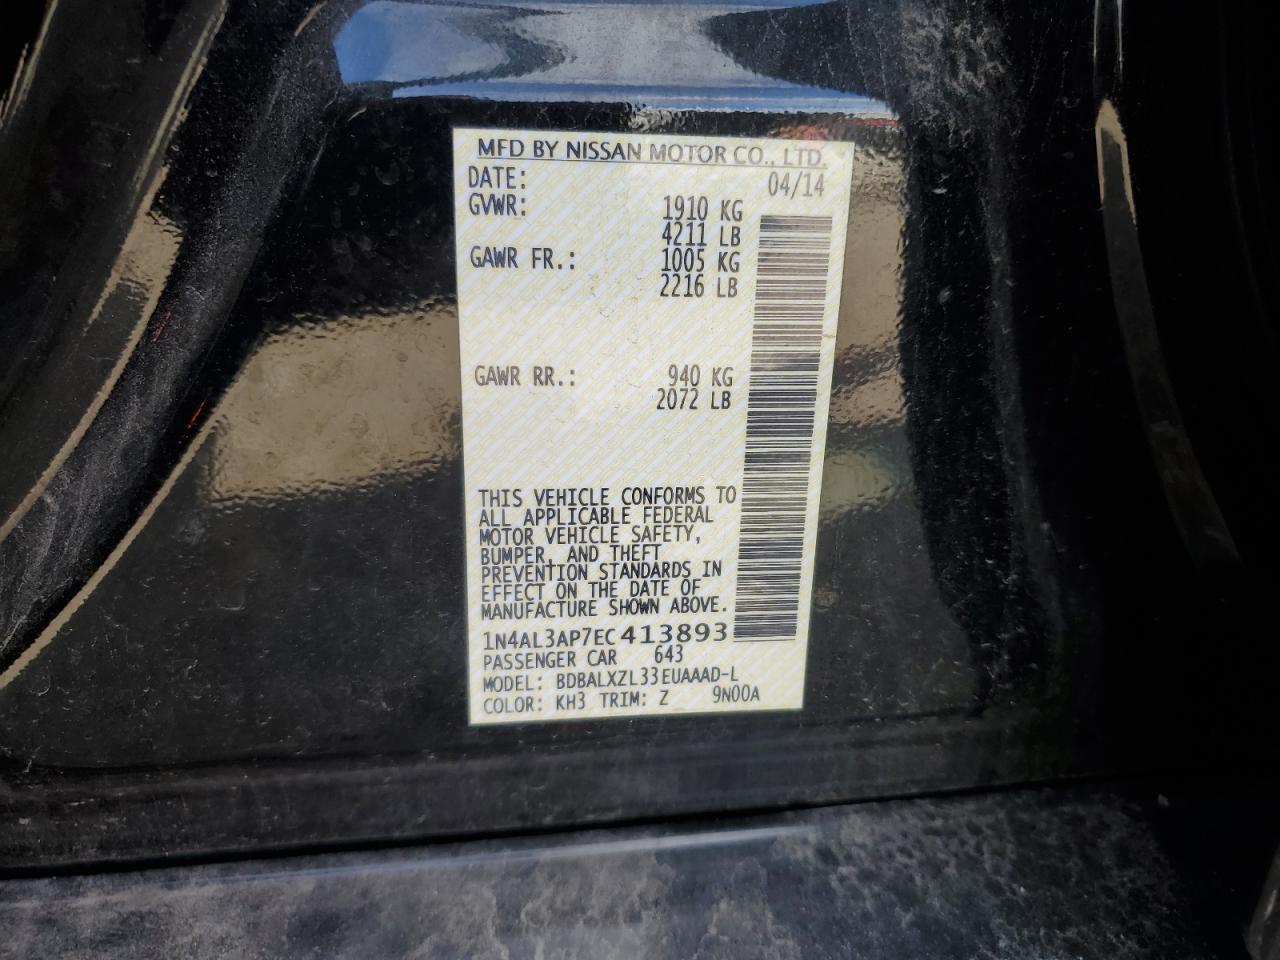 MFD BY NISSAN MOTOR CO., LTD.
DATE: 04/14
GVWR: 1910 KG
4211 LB
GAWR FR.: 1005 KG
2216 LB
GAWR RR.: 940 KG
2072 LB
THIS VEHICLE CONFORMS TO
ALL APPLICABLE FEDERAL
MOTOR VEHICLE SAFETY,
BUMPER, AND THEFT
PREVENTION STANDARDS IN
EFFECT ON THE DATE OF
MANUFACTURE SHOWN ABOVE.
1N4AL3AP7EC413893
PASSENGER CAR 643
MODEL: BDBALXZL33EUAAAD-L
COLOR: KH3 TRIM: Z 9N00A